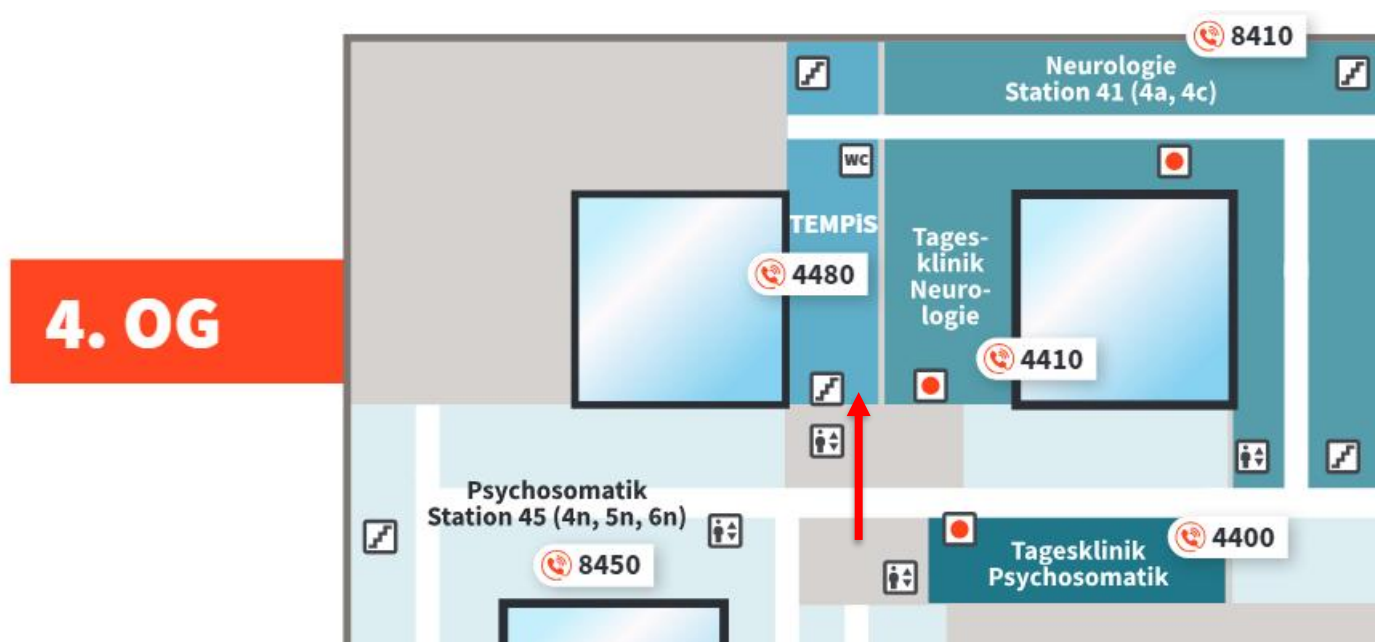 8410
Neurologie
Station 41 (4a, 4c)
WC
TEMPiS
4480
Tages-
klinik
Neuro-
logie
4410
4. OG
Psychosomatik
Station 45 (4n, 5n, 6n)
8450
4400
Tagesklinik
Psychosomatik